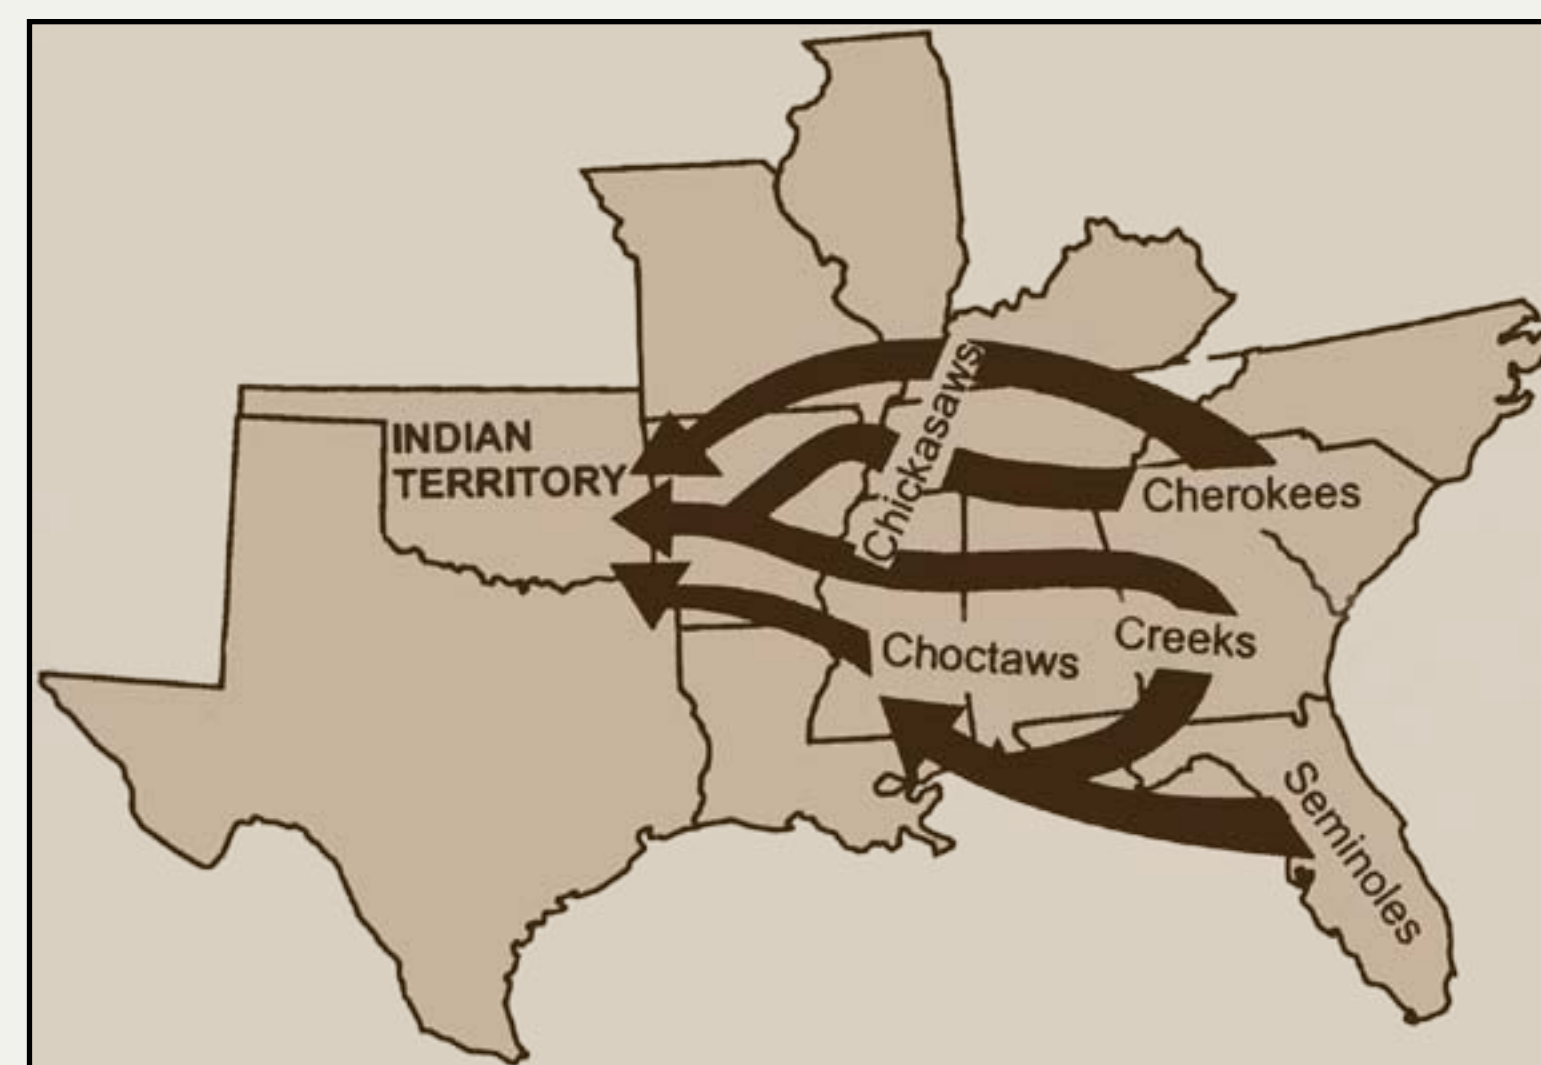 INDIAN
TERRITORY
Chickasaws
Cherokees
Choctaws
Creeks
Seminoles